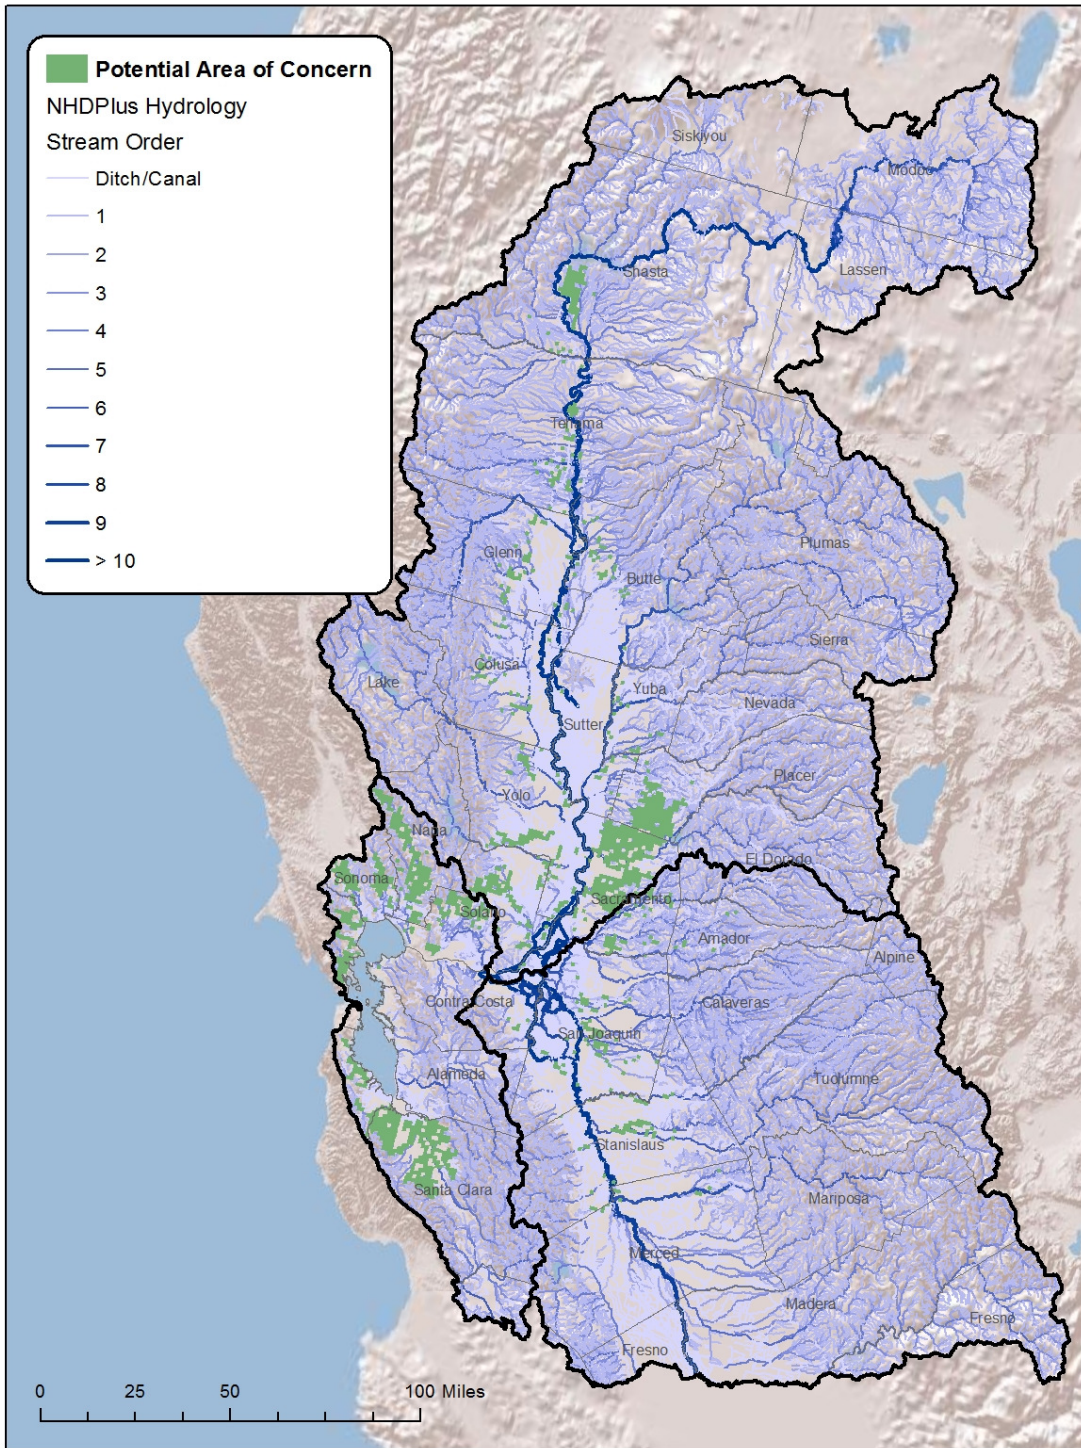 Potential Area of Concern
NHDPlus Hydrology
Stream Order
Ditch/Canal
1
2
3
4
5
6
7
8
9
> 10
Siskiyou
Modoc
Shasta
Lassen
Tehama
Plumas
Glenn
Butte
Sierra
Colusa
Lake
Yuba
Nevada
Sutter
Placer
Yolo
Napa
El Dorado
Sonoma
Solano
Sacramento
Amador
Alpine
Contra Costa
Calaveras
San Joaquin
Alameda
Tuolumne
Stanislaus
Santa Clara
Mariposa
Merced
Madera
Fresno
Fresno
0 25 50 100 Miles